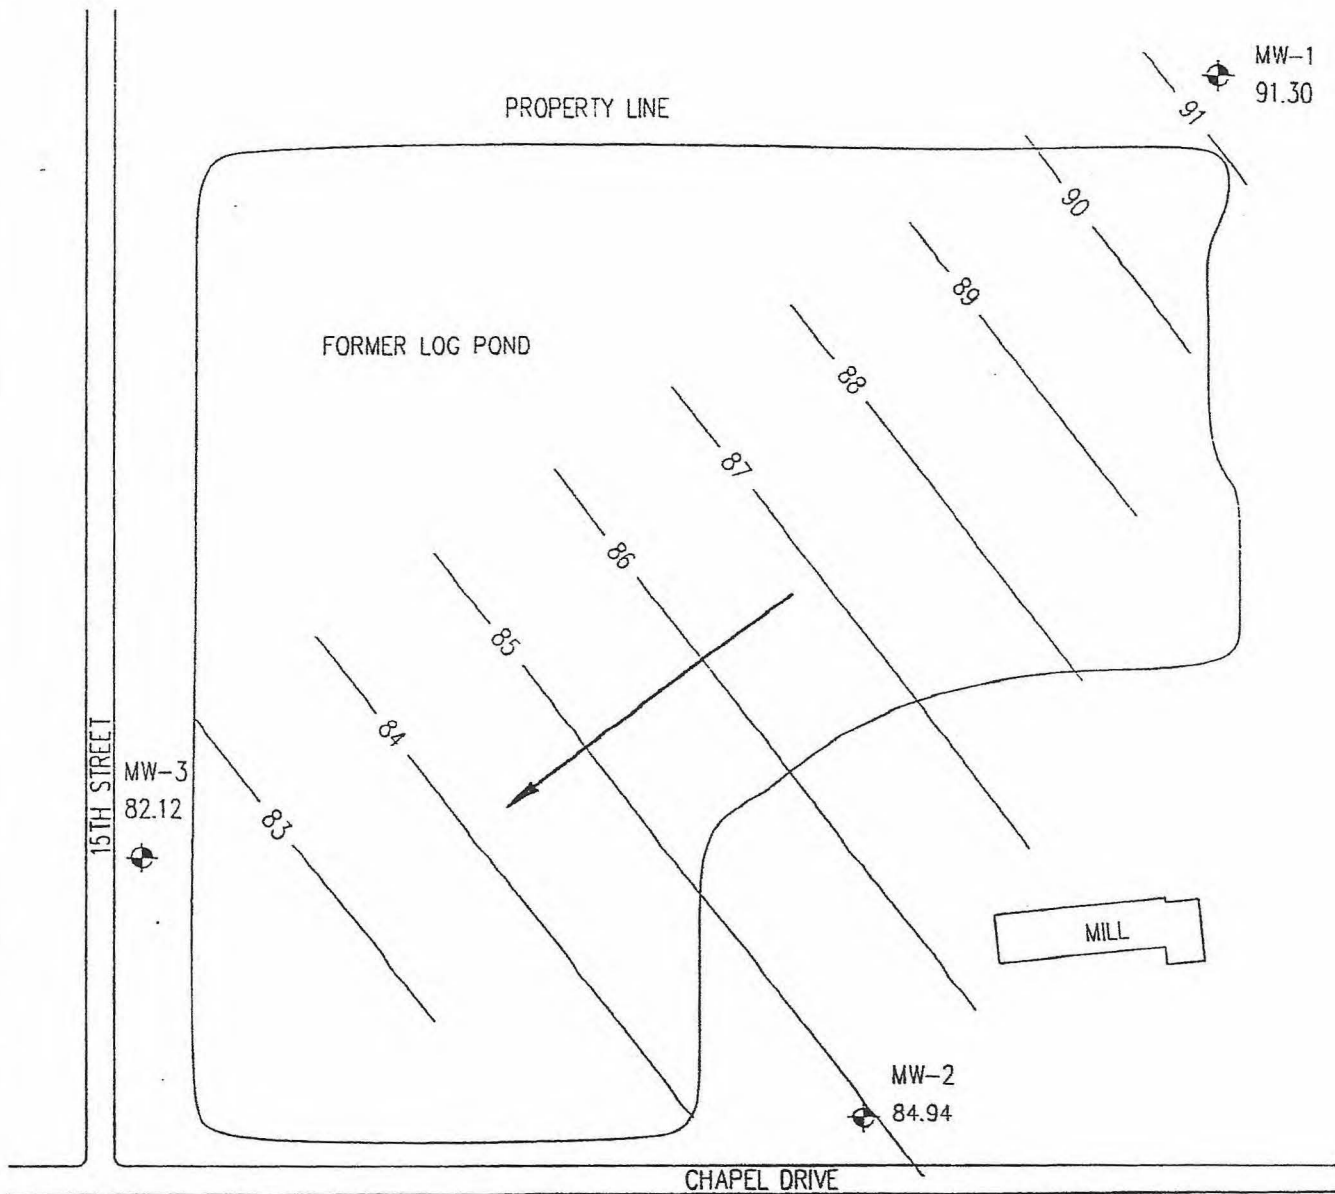 MW-1
91.30
PROPERTY LINE
91
90
89
FORMER LOG POND
88
87
86
85
84
15TH STREET
MW-3
82.12
83
MILL
MW-2
84.94
CHAPEL DRIVE